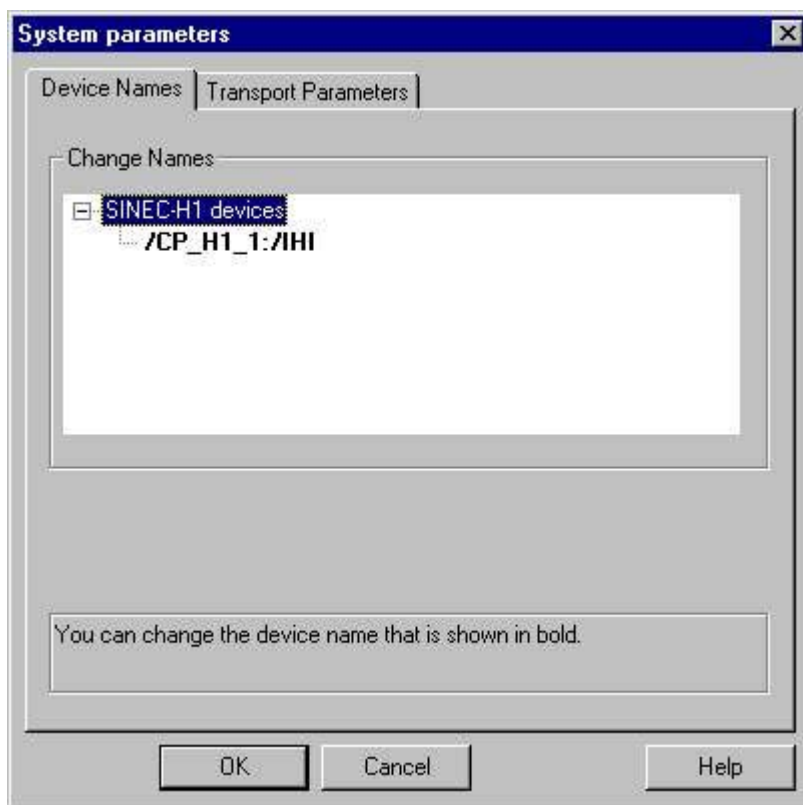 System parameters
Device Names
Transport Parameters
Change Names
SINEC-H1 devices
/CP_H1_1:/IHI
You can change the device name that is shown in bold.
OK
Cancel
Help